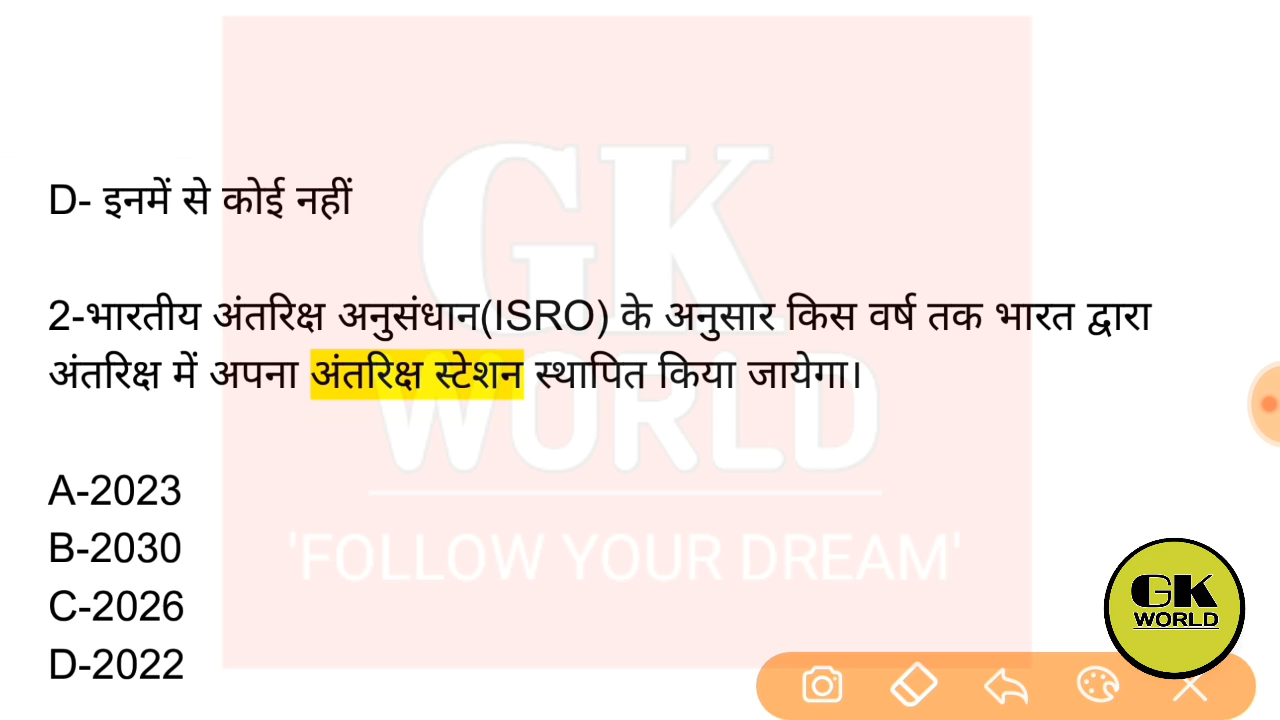 GK
D- इनमें से कोई नहीं
2-भारतीय अंतरिक्ष अनुसंधान(ISRO) के अनुसार किस वर्ष तक भारत द्वारा
अंतरिक्ष में अपना अंतरिक्ष स्टेशन स्थापित किया जायेगा।
WORLD
A-2023
B-2030
'FOLLOW YOUR DREAM'
C-2026
D-2022
GK
WORLD